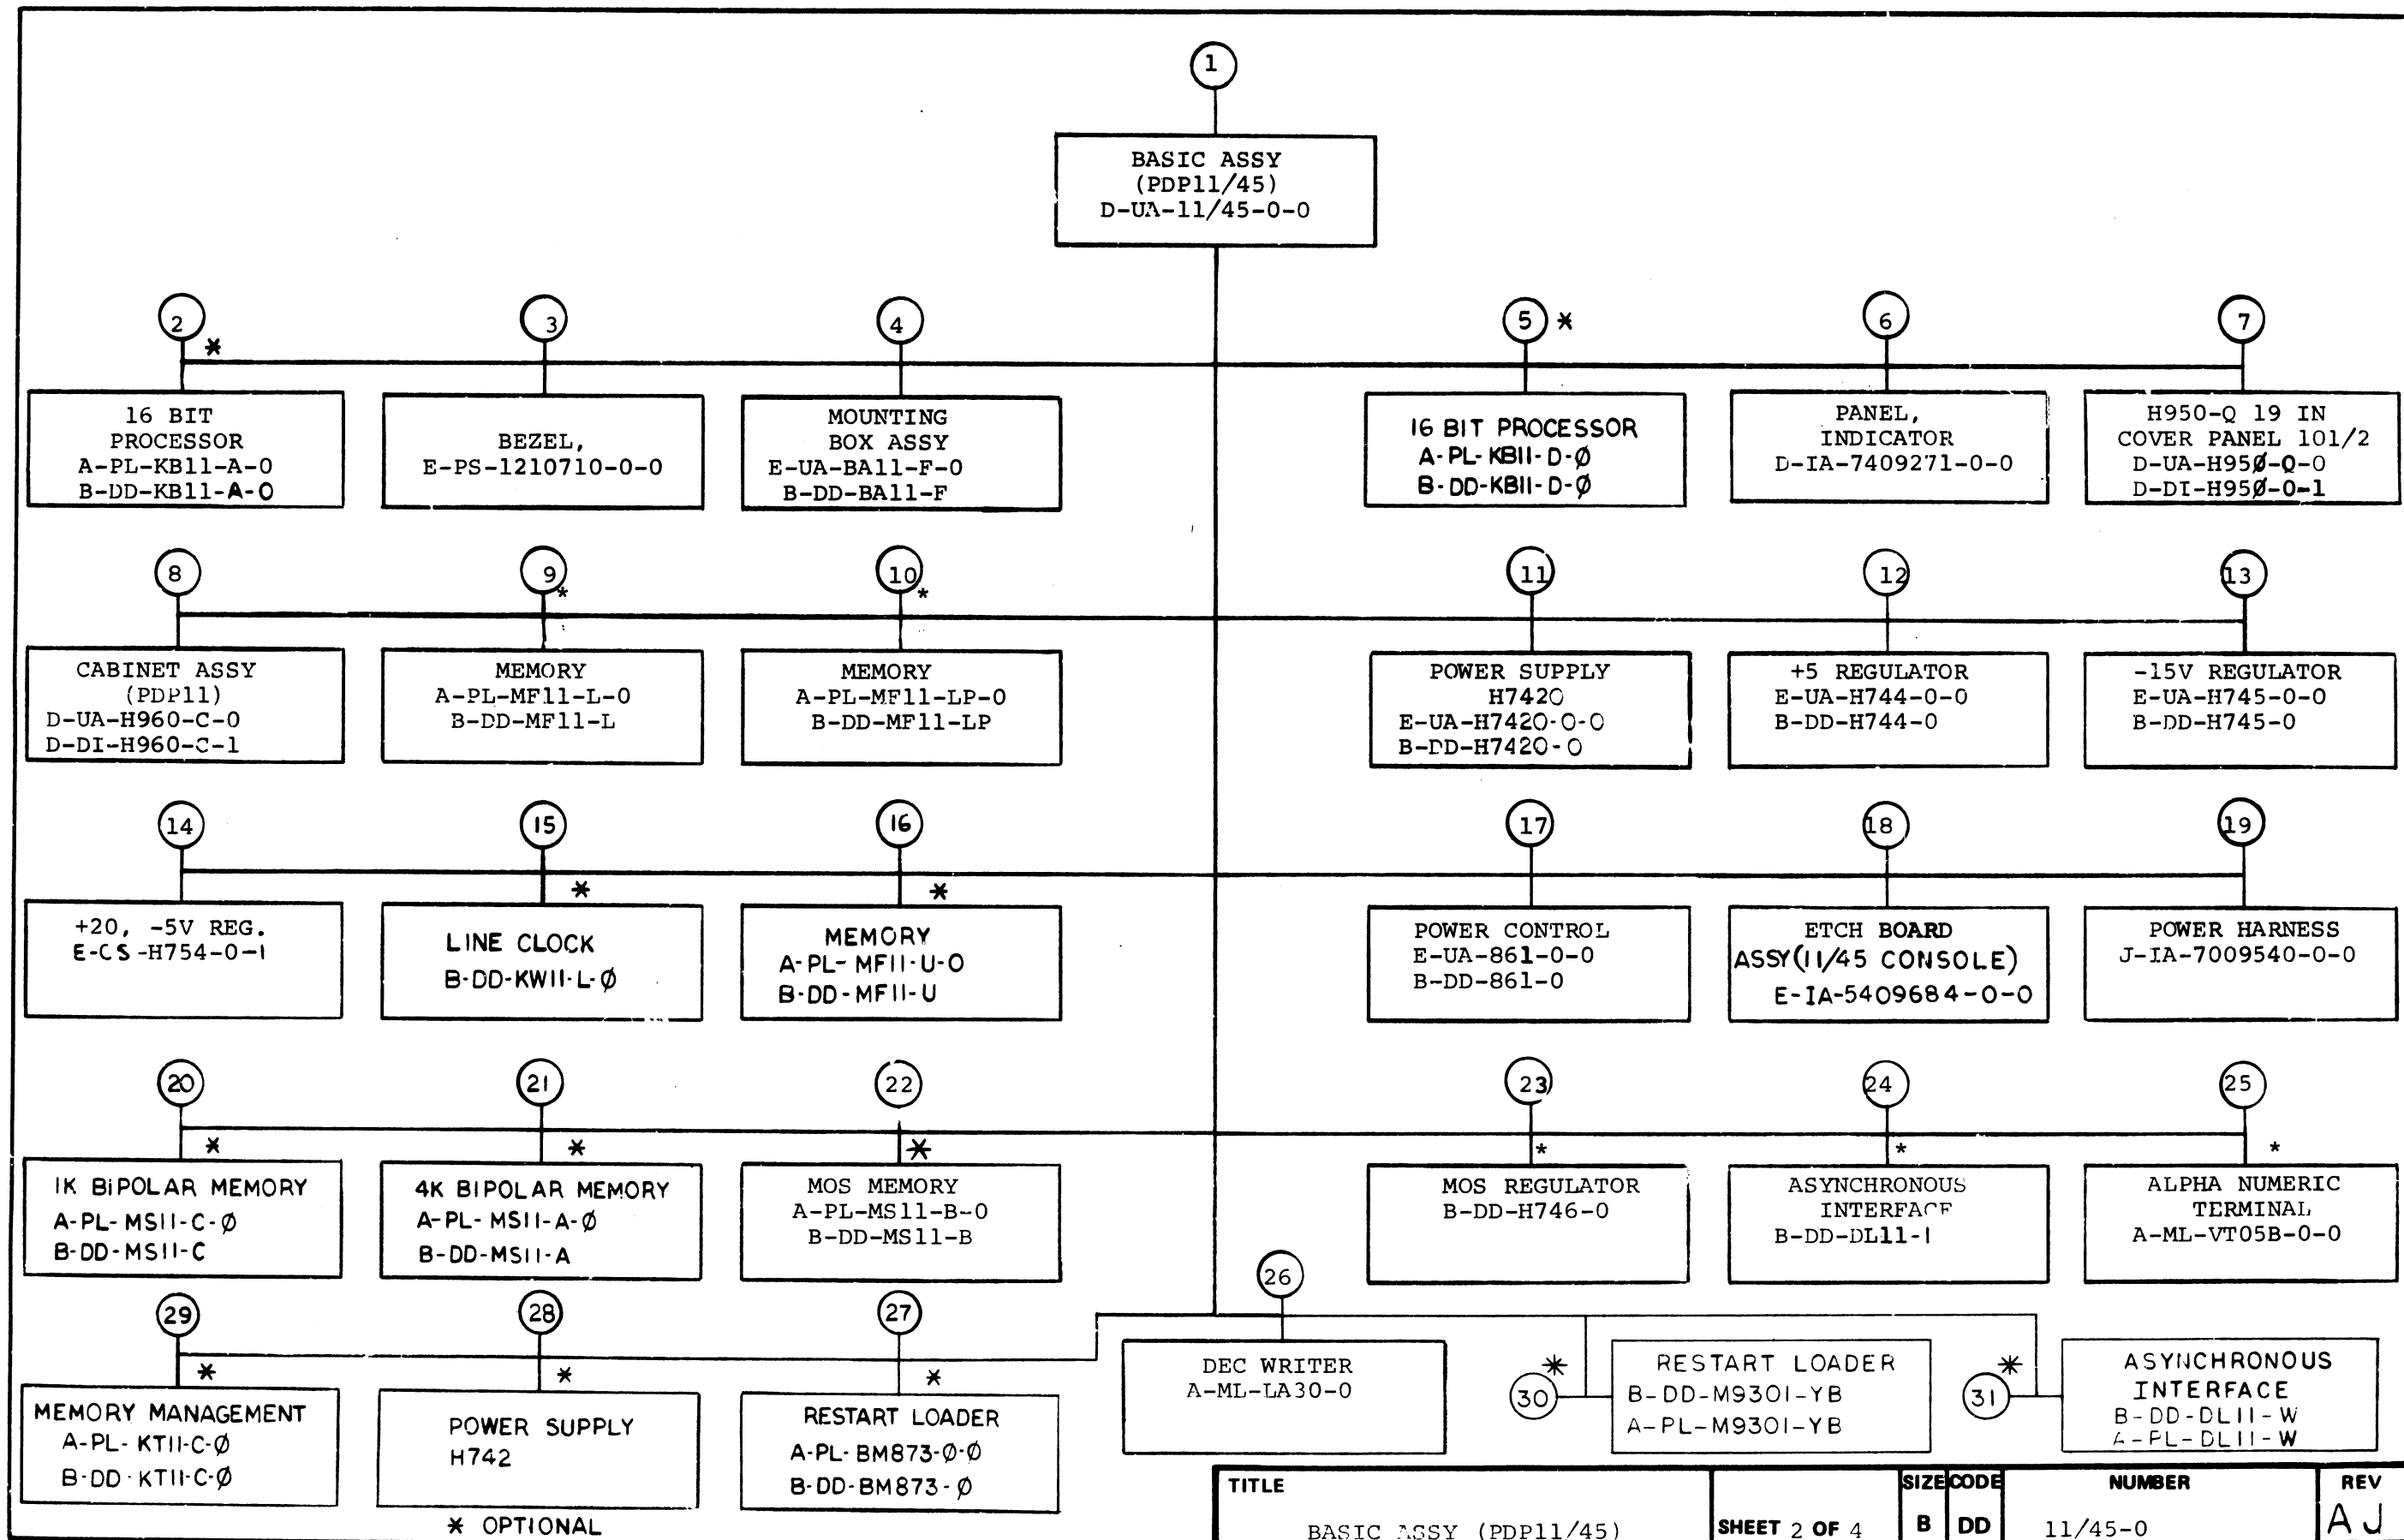 1
BASIC ASSY
(PDP11/45)
D-UA-11/45-0-0
2
*
16 BIT
PROCESSOR
A-PL-KB11-A-0
B-DD-KB11-A-0
3
BEZEL,
E-PS-1210710-0-0
4
MOUNTING
BOX ASSY
E-UA-BA11-F-0
B-DD-BA11-F
5 *
16 BIT PROCESSOR
A-PL-KB11-D-Ø
B-DD-KB11-D-Ø
6
PANEL,
INDICATOR
D-IA-7409271-0-0
7
H950-Q 19 IN
COVER PANEL 101/2
D-UA-H95Ø-Q-0
D-DI-H95Ø-0-1
8
CABINET ASSY
(PDP11)
D-UA-H960-C-0
D-DI-H960-C-1
9
*
MEMORY
A-PL-MF11-L-0
B-DD-MF11-L
10
*
MEMORY
A-PL-MF11-LP-0
B-DD-MF11-LP
11
POWER SUPPLY
H7420
E-UA-H7420-0-0
B-DD-H7420-0
12
+5 REGULATOR
E-UA-H744-0-0
B-DD-H744-0
13
-15V REGULATOR
E-UA-H745-0-0
B-DD-H745-0
14
+20, -5V REG.
E-CS-H754-0-1
15
*
LINE CLOCK
B-DD-KW11-L-Ø
16
*
MEMORY
A-PL-MF11-U-0
B-DD-MF11-U
17
POWER CONTROL
E-UA-861-0-0
B-DD-861-0
18
ETCH BOARD
ASSY(11/45 CONSOLE)
E-IA-5409684-0-0
19
POWER HARNESS
J-IA-7009540-0-0
20
*
1K BIPOLAR MEMORY
A-PL-MS11-C-Ø
B-DD-MS11-C
21
*
4K BIPOLAR MEMORY
A-PL-MS11-A-Ø
B-DD-MS11-A
22
*
MOS MEMORY
A-PL-MS11-B-0
B-DD-MS11-B
23
*
MOS REGULATOR
B-DD-H746-0
24
*
ASYNCHRONOUS
INTERFACE
B-DD-DL11-1
25
*
ALPHA NUMERIC
TERMINAL
A-ML-VT05B-0-0
29
*
MEMORY MANAGEMENT
A-PL-KT11-C-Ø
B-DD-KT11-C-Ø
28
*
POWER SUPPLY
H742
27
*
RESTART LOADER
A-PL-BM873-Ø-Ø
B-DD-BM873-Ø
26
DEC WRITER
A-ML-LA30-0
*
30
RESTART LOADER
B-DD-M9301-YB
A-PL-M9301-YB
*
31
ASYNCHRONOUS
INTERFACE
B-DD-DL11-W
A-PL-DL11-W
* OPTIONAL
TITLE
BASIC ASSY (PDP11/45)
SHEET 2 OF 4
SIZE
B
CODE
DD
NUMBER
11/45-0
REV
AJ